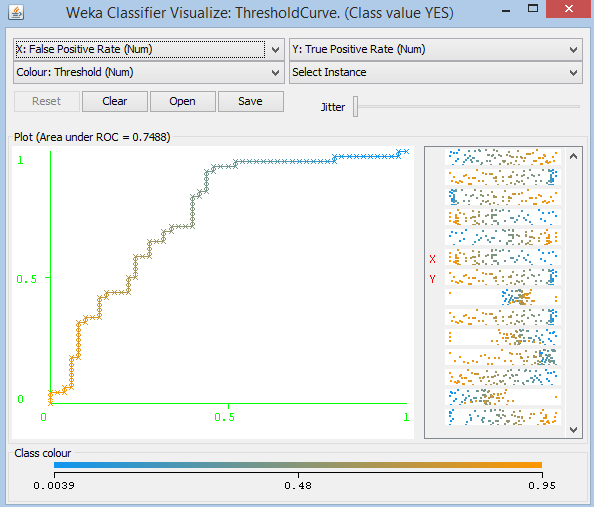 Weka Classifier Visualize: ThresholdCurve. (Class value YES)
X: False Positive Rate (Num)
Y: True Positive Rate (Num)
Colour: Threshold (Num)
Select Instance
Reset
Clear
Open
Save
Jitter
Plot (Area under ROC = 0.7488)
1
0.5
0
0
0.5
1
X
Y
Class colour
0.0039
0.48
0.95